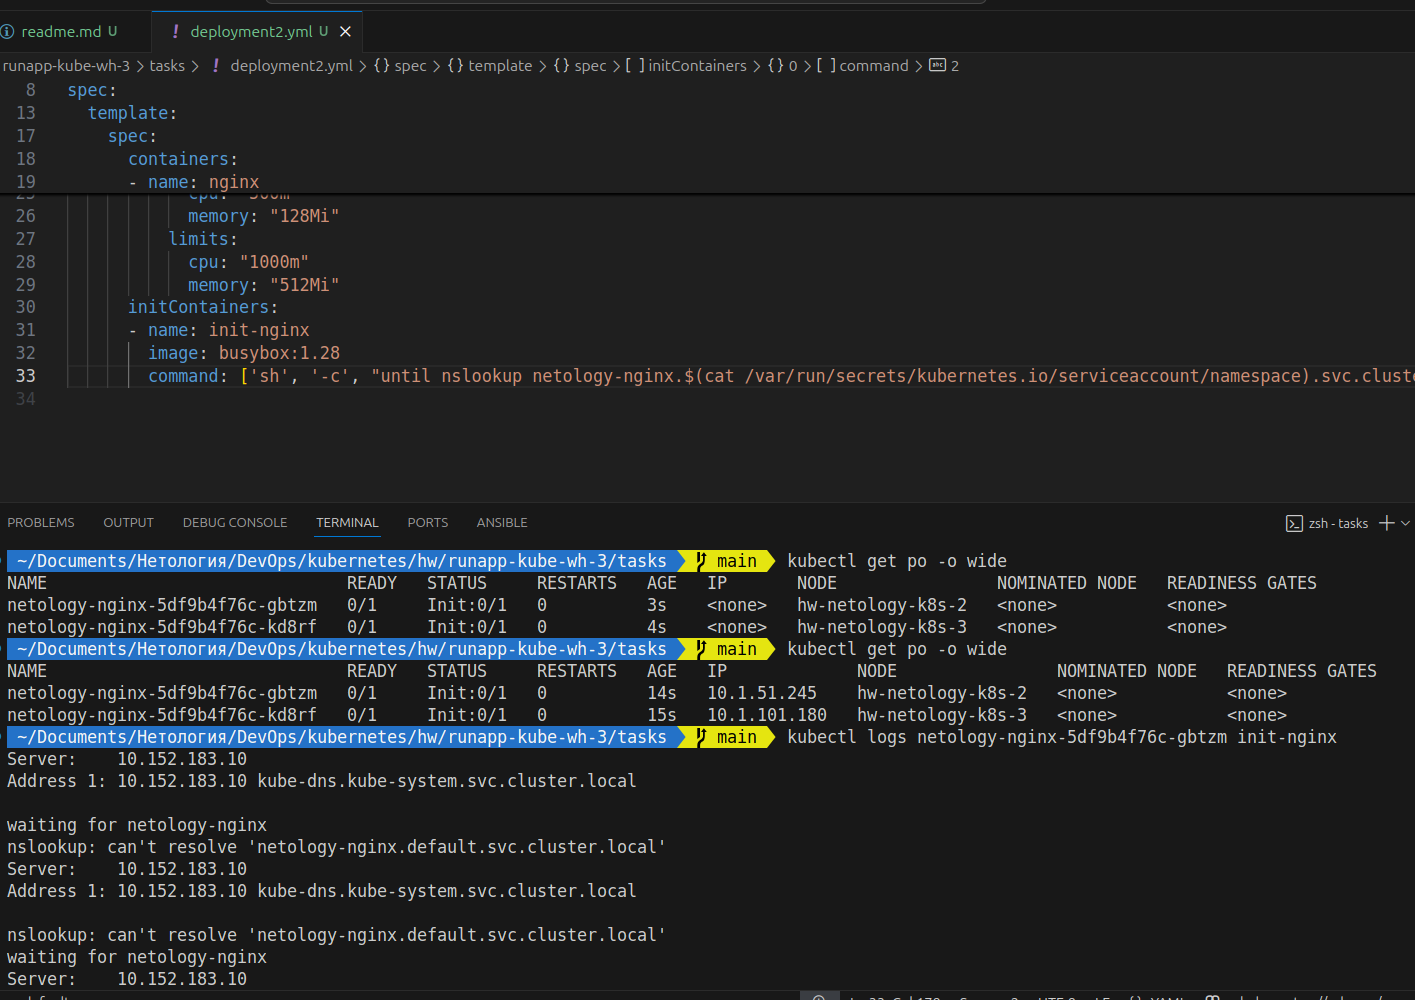 readme.md U ! deployment2.yml U ×
runapp-kube-wh-3 > tasks > ! deployment2.yml > {} spec > {} template > {} spec > [ ] initContainers > {} 0 > [ ] command > abc 2
8 spec:
13 template:
17 spec:
18 containers:
19 - name: nginx
26 memory: "128Mi"
27 limits:
28 cpu: "1000m"
29 memory: "512Mi"
30 initContainers:
31 - name: init-nginx
32 image: busybox:1.28
33 command: ['sh', '-c', "until nslookup netology-nginx.$(cat /var/run/secrets/kubernetes.io/serviceaccount/namespace).svc.cluste
34
PROBLEMS OUTPUT DEBUG CONSOLE TERMINAL PORTS ANSIBLE zsh - tasks
~/Documents/Нетология/DevOps/kubernetes/hw/runapp-kube-wh-3/tasks main kubectl get po -o wide
NAME READY STATUS RESTARTS AGE IP NODE NOMINATED NODE READINESS GATES
netology-nginx-5df9b4f76c-gbtzm 0/1 Init:0/1 0 3s <none> hw-netology-k8s-2 <none> <none>
netology-nginx-5df9b4f76c-kd8rf 0/1 Init:0/1 0 4s <none> hw-netology-k8s-3 <none> <none>
~/Documents/Нетология/DevOps/kubernetes/hw/runapp-kube-wh-3/tasks main kubectl get po -o wide
NAME READY STATUS RESTARTS AGE IP NODE NOMINATED NODE READINESS GATES
netology-nginx-5df9b4f76c-gbtzm 0/1 Init:0/1 0 14s 10.1.51.245 hw-netology-k8s-2 <none> <none>
netology-nginx-5df9b4f76c-kd8rf 0/1 Init:0/1 0 15s 10.1.101.180 hw-netology-k8s-3 <none> <none>
~/Documents/Нетология/DevOps/kubernetes/hw/runapp-kube-wh-3/tasks main kubectl logs netology-nginx-5df9b4f76c-gbtzm init-nginx
Server: 10.152.183.10
Address 1: 10.152.183.10 kube-dns.kube-system.svc.cluster.local
waiting for netology-nginx
nslookup: can't resolve 'netology-nginx.default.svc.cluster.local'
Server: 10.152.183.10
Address 1: 10.152.183.10 kube-dns.kube-system.svc.cluster.local
nslookup: can't resolve 'netology-nginx.default.svc.cluster.local'
waiting for netology-nginx
Server: 10.152.183.10